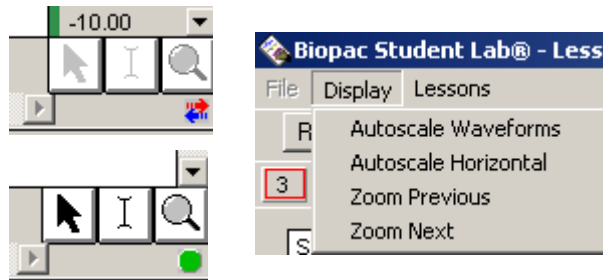 -10.00
Biopac Student Lab® - Less
File Display Lessons
R
Autoscale Waveforms
Autoscale Horizontal
3
Zoom Previous
Zoom Next
S